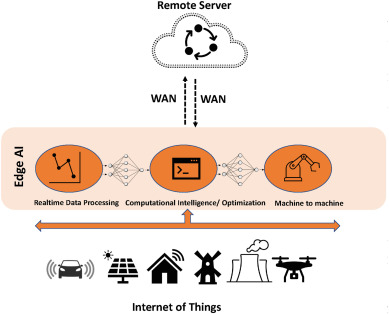 Remote Server
WAN WAN
Edge AI
>_
Realtime Data Processing Computational Intelligence/ Optimization Machine to machine
Internet of Things